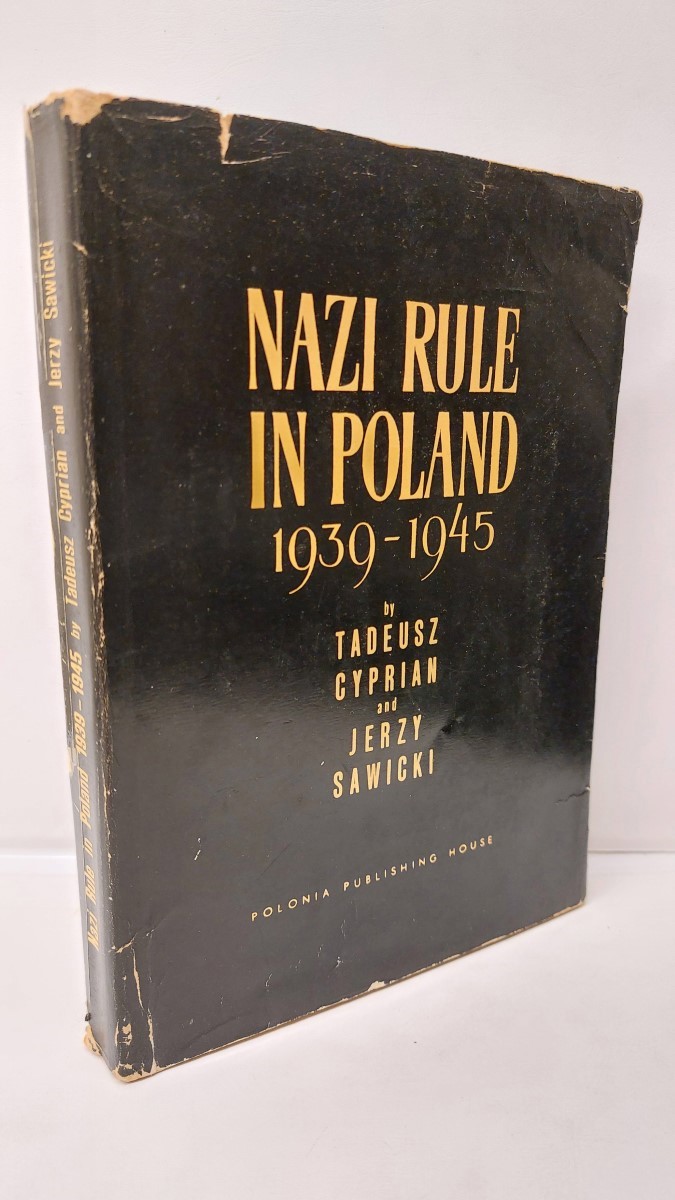 NAZI RULE
IN POLAND
1939-1945
by
TADEUSZ
CYPRIAN
and
JERZY
SAWICKI
POLONIA PUBLISHING HOUSE
Nazi Rule in Poland 1939-1945 by Tadeusz Cyprian and Jerzy Sawicki